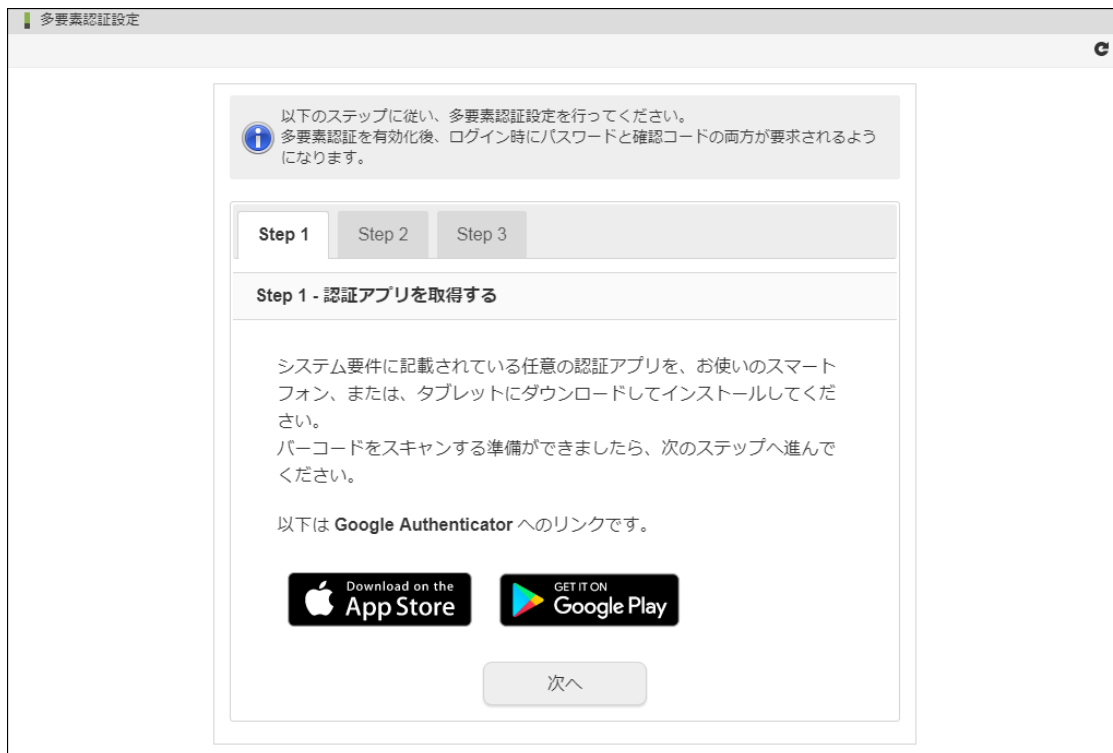 多要素認証設定
以下のステップに従い、多要素認証設定を行ってください。
多要素認証を有効化後、ログイン時にパスワードと確認コードの両方が要求されるよう
になります。
Step 1 Step 2 Step 3
Step 1 - 認証アプリを取得する
システム要件に記載されている任意の認証アプリを、お使いのスマート
フォン、または、タブレットにダウンロードしてインストールしてくだ
さい。
バーコードをスキャンする準備ができましたら、次のステップへ進んで
ください。
以下は Google Authenticator へのリンクです。
Download on the
App Store
GET IT ON
Google Play
次へ